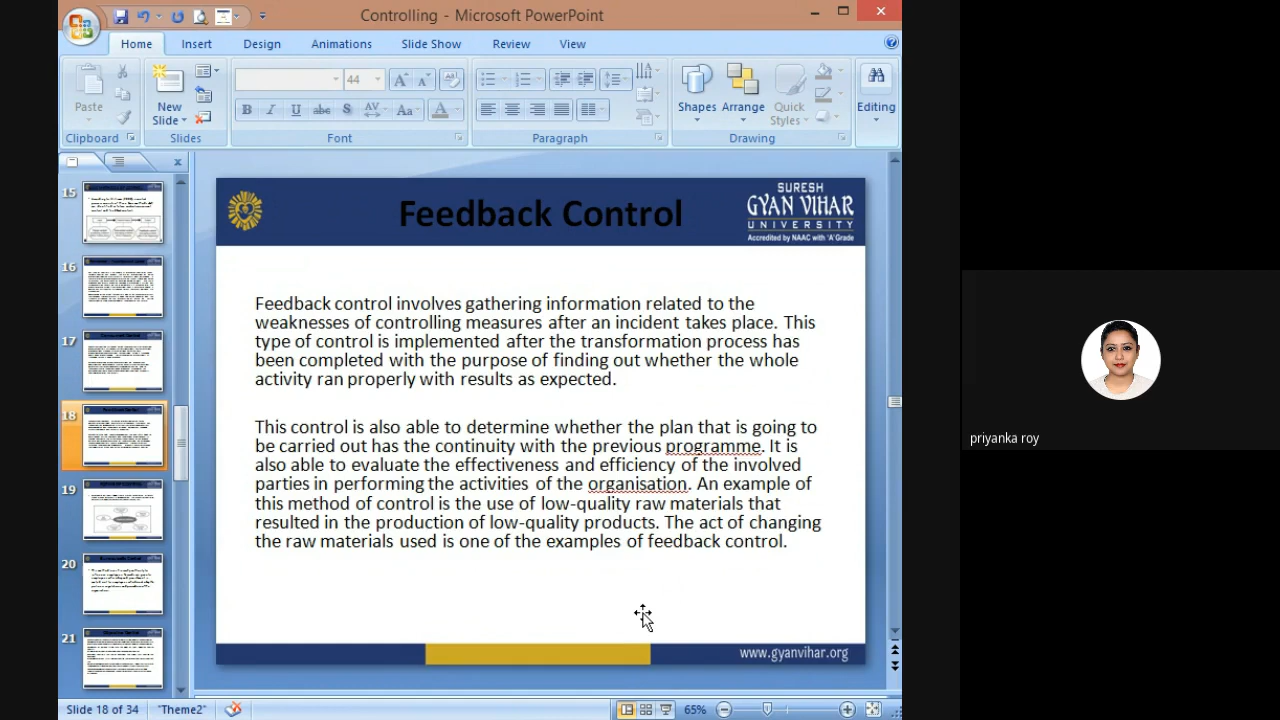 Controlling - Microsoft PowerPoint
Home Insert Design Animations Slide Show Review View
Paste
New
Slide
44
B I U abc S AV Aa A
Shapes Arrange Quick
Styles
Editing
Clipboard Slides Font Paragraph Drawing
15
16
17
18
19
20
21
Feedback Control
SURESH
GYAN VIHAR
UNIVERSITY
Accredited by NAAC with 'A' Grade
Feedback control involves gathering information related to the
weaknesses of controlling measures after an incident takes place. This
type of control is implemented after the transformation process has
been completed with the purpose of finding out whether the whole
activity ran properly with results as expected.
This control is also able to determine whether the plan that is going to
be carried out has the continuity with the previous programme. It is
also able to evaluate the effectiveness and efficiency of the involved
parties in performing the activities of the organisation. An example of
this method of control is the use of low-quality raw materials that
resulted in the production of low-quality products. The act of changing
the raw materials used is one of the examples of feedback control.
www.gyanvihar.org
priyanka roy
Slide 18 of 34 "Theme2" 65%